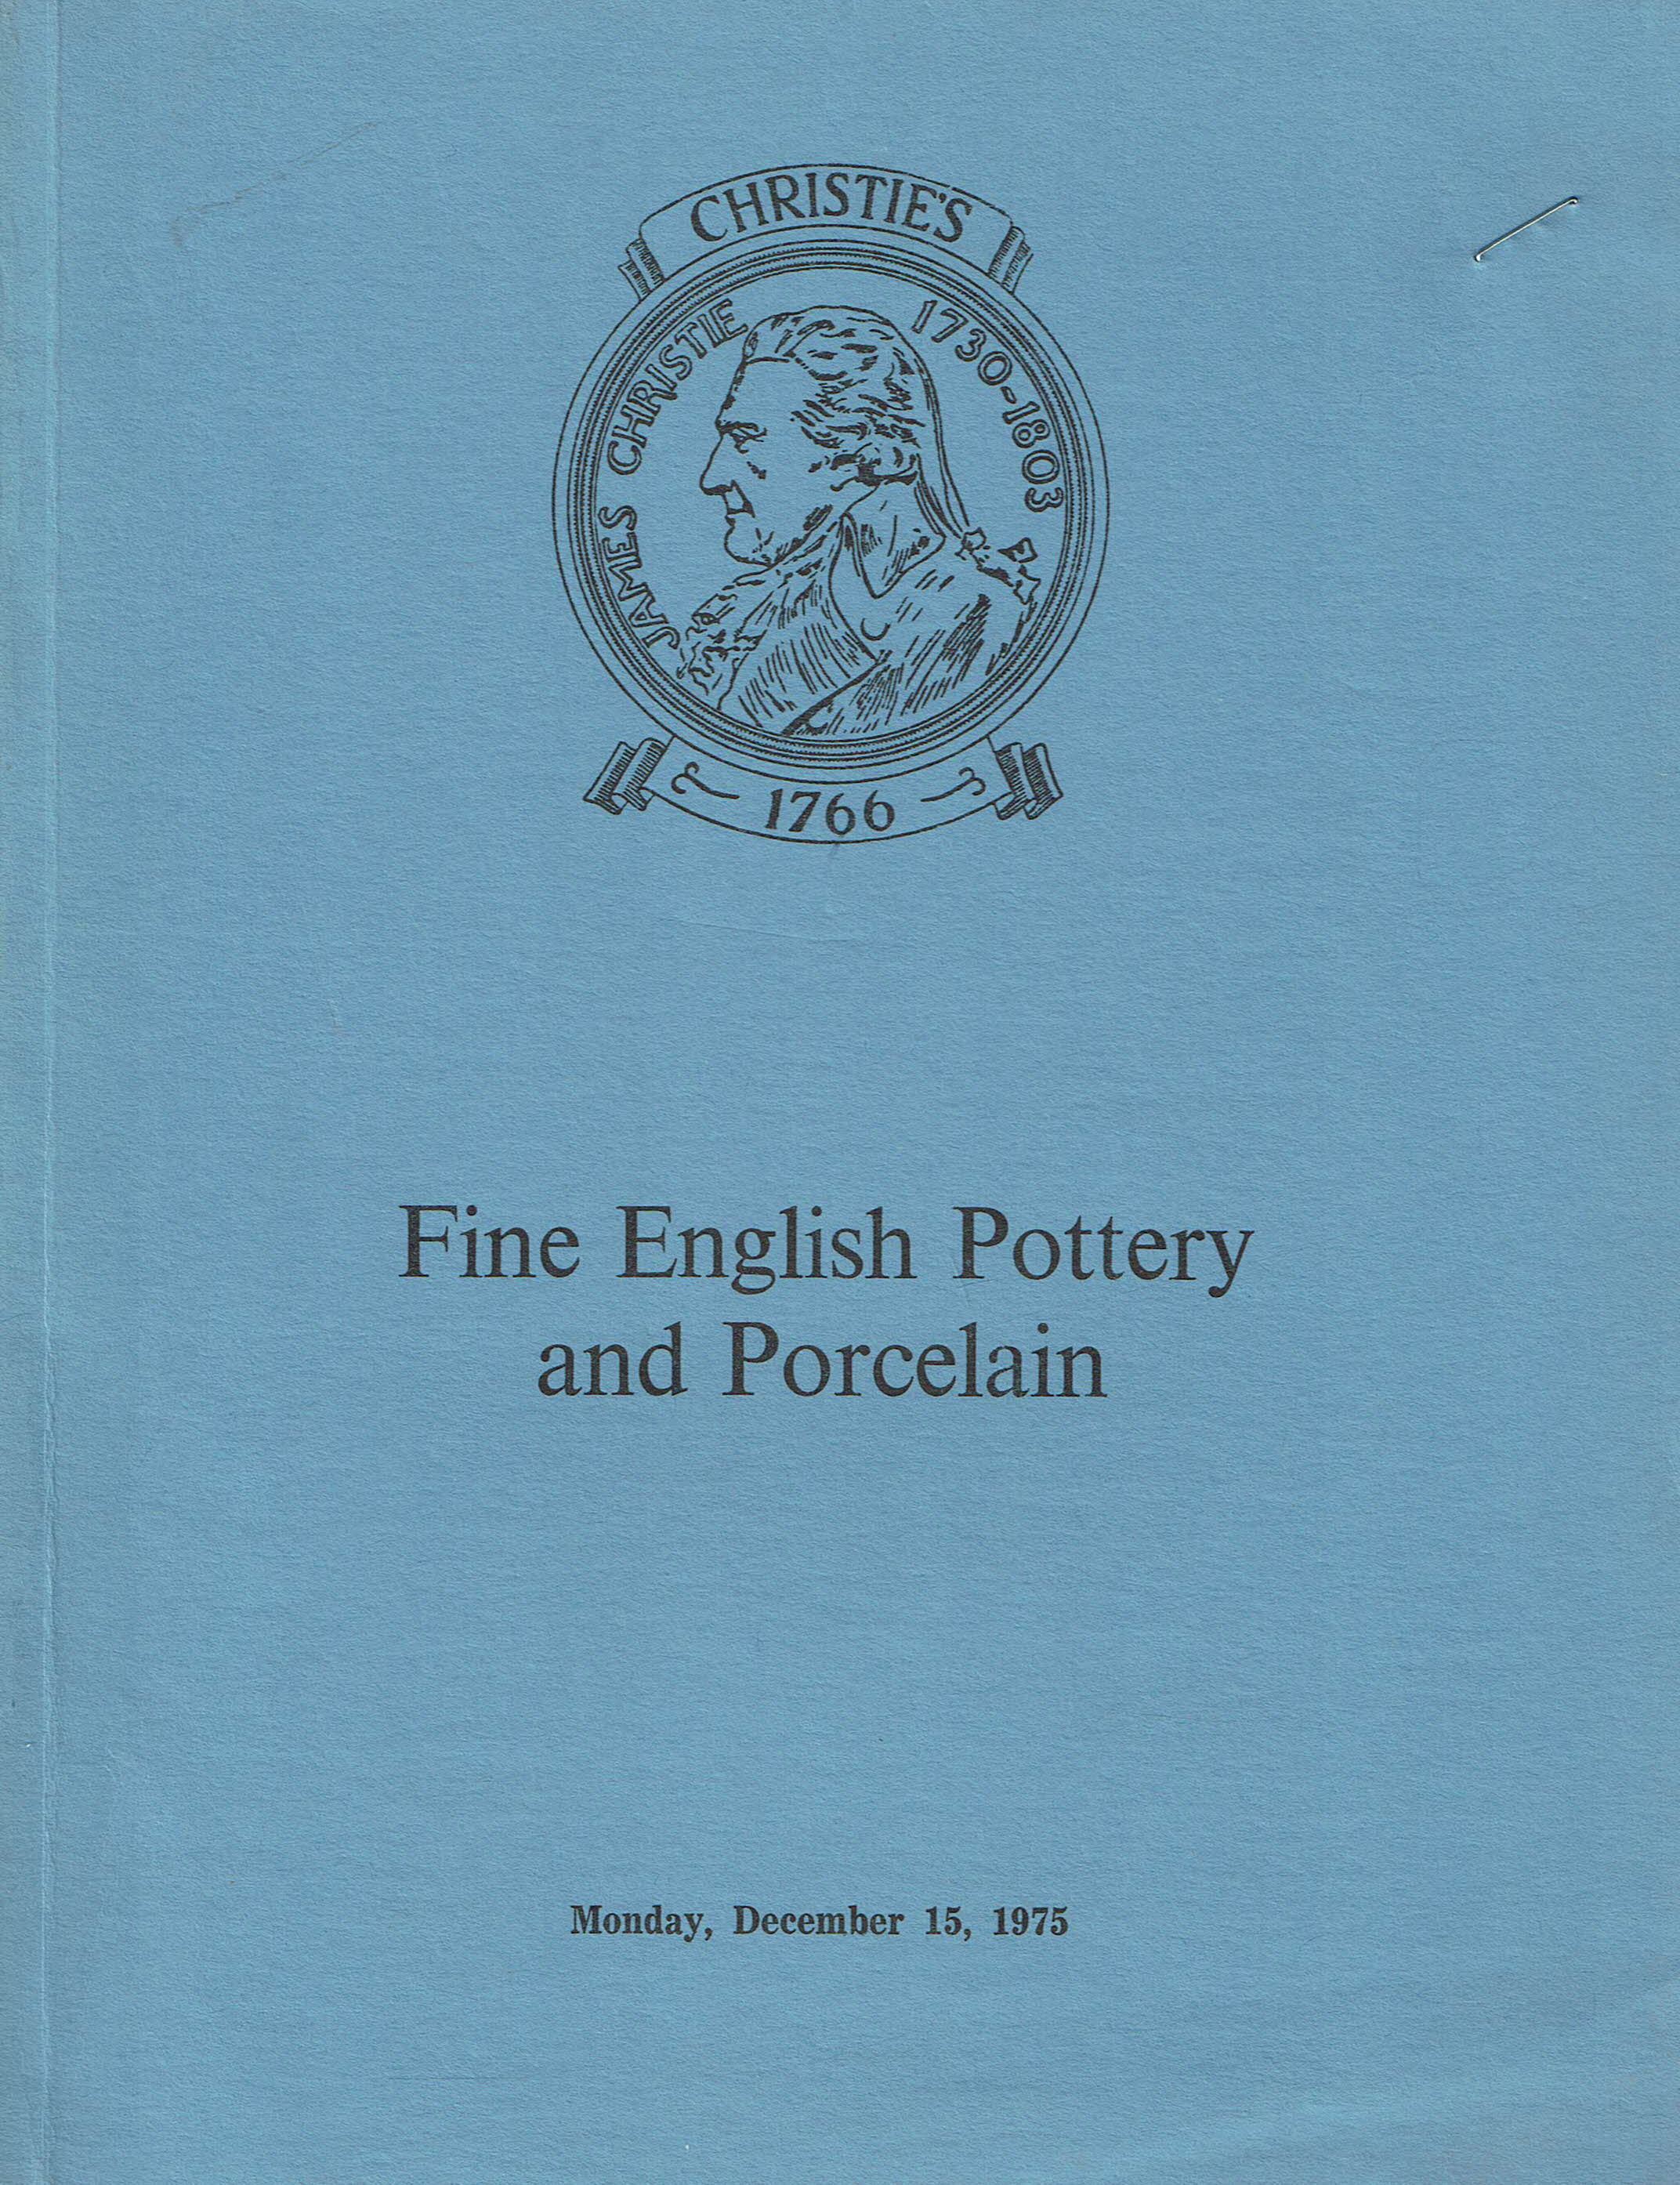 CHRISTIE'S
JAMES CHRISTIE 1730-1803
1766
Fine English Pottery
and Porcelain
Monday, December 15, 1975